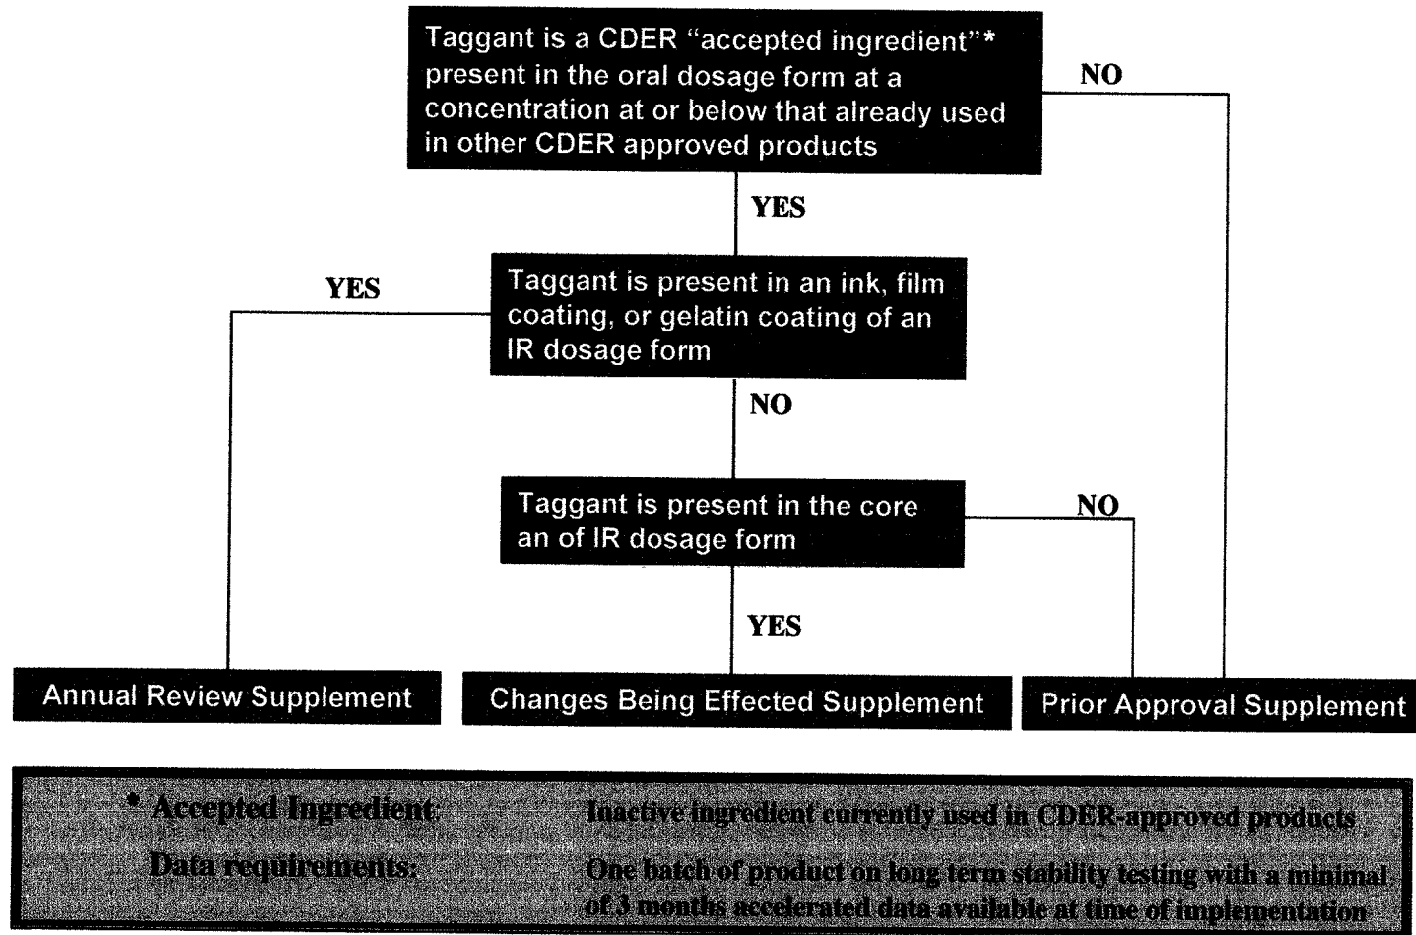 Taggant is a CDER “accepted ingredient”*
present in the oral dosage form at a
concentration at or below that already used
in other CDER approved products
NO
YES
YES
Taggant is present in an ink, film
coating, or gelatin coating of an
IR dosage form
NO
Taggant is present in the core
an of IR dosage form
NO
YES
Annual Review Supplement
Changes Being Effected Supplement
Prior Approval Supplement
* Accepted Ingredient: Inactive ingredient currently used in CDER-approved products
Data requirements: One batch of product on long term stability testing with a minimal
of 3 months accelerated data available at time of implementation